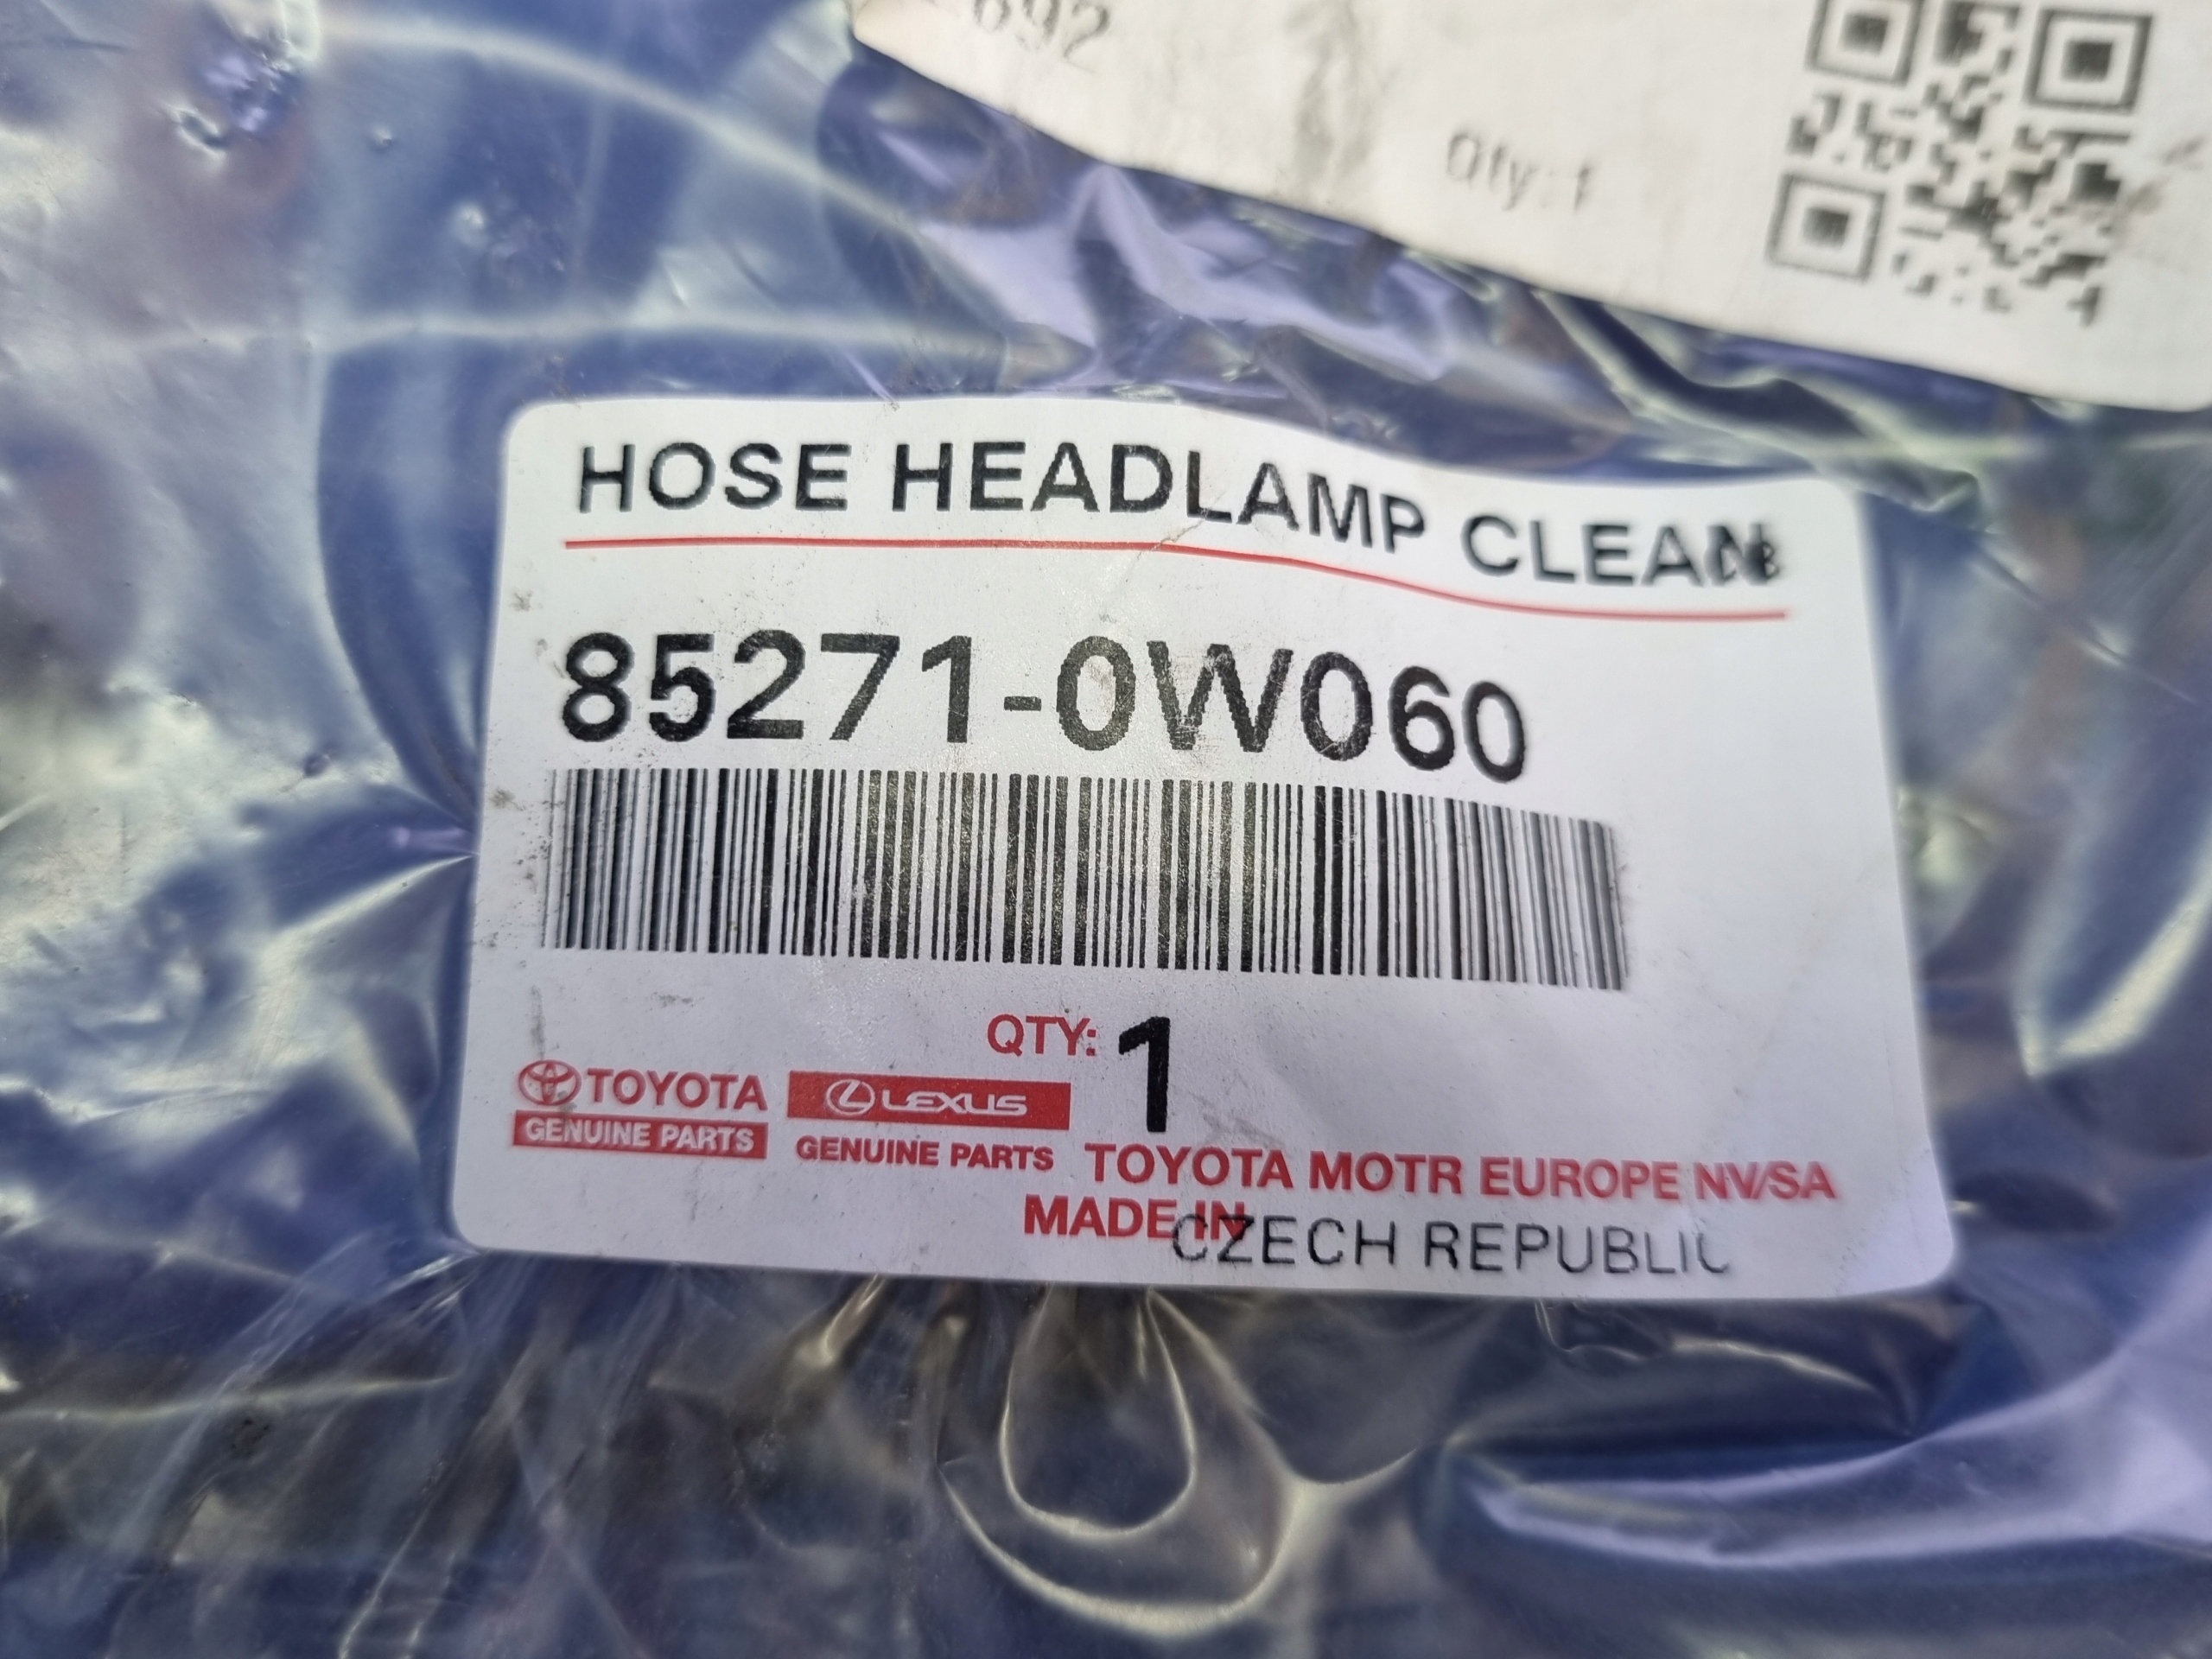 692
Qty: 1
HOSE HEADLAMP CLEAN
85271-0W060
QTY: 1
TOYOTA
GENUINE PARTS
LEXUS
GENUINE PARTS
TOYOTA MOTR EUROPE NV/SA
MADE IN CZECH REPUBLIC